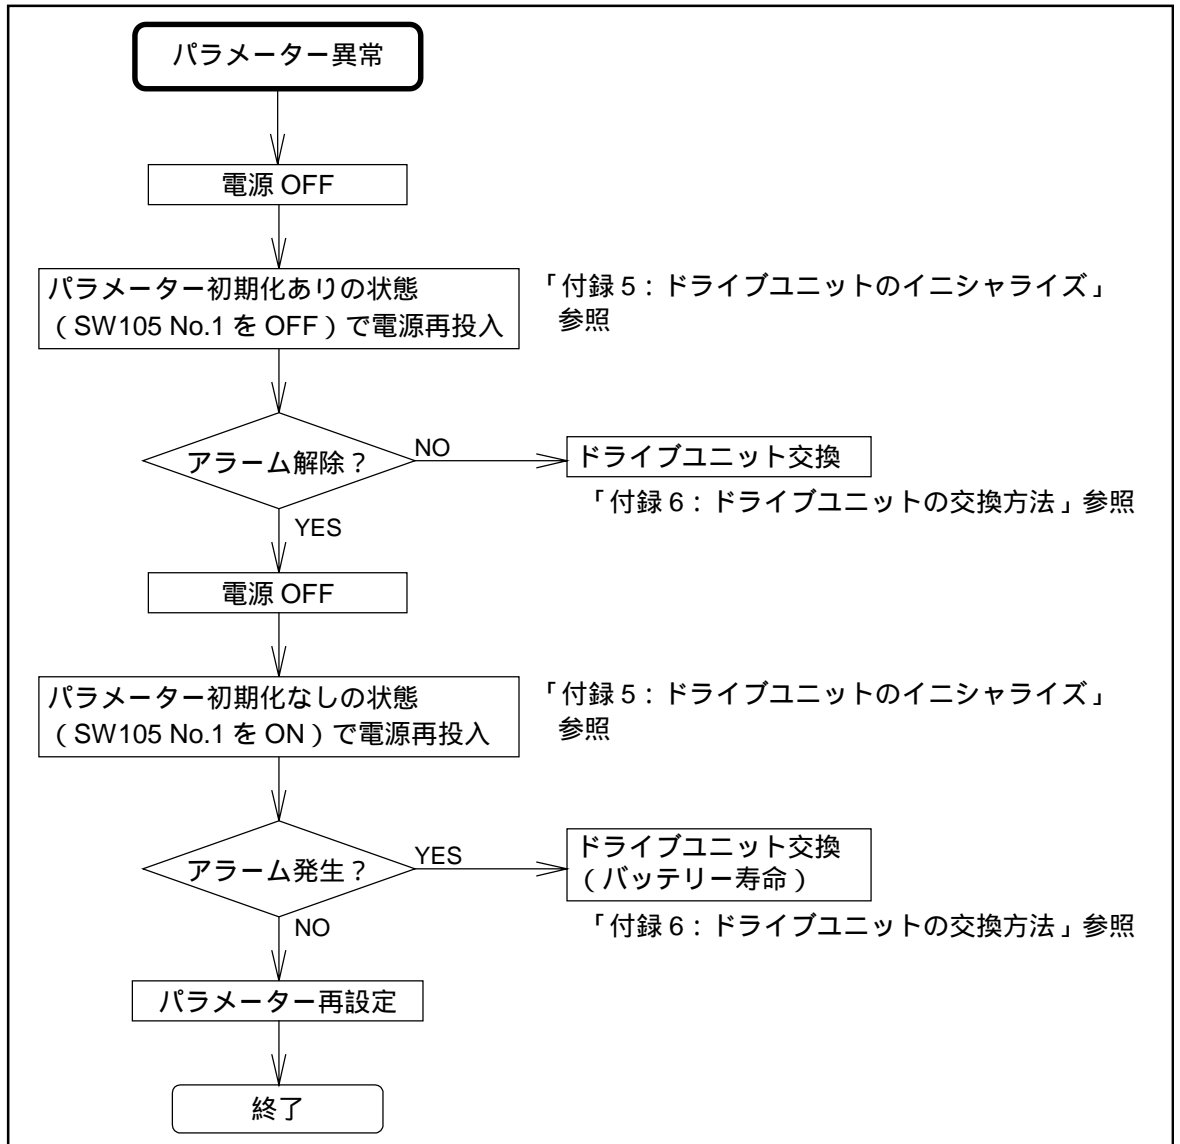 パラメーター異常
電源 OFF
パラメーター初期化ありの状態
（SW105 No.1 を OFF）で電源再投入
「付録 5：ドライブユニットのイニシャライズ」
参照
アラーム解除？
NO
ドライブユニット交換
「付録 6：ドライブユニットの交換方法」参照
YES
電源 OFF
パラメーター初期化なしの状態
（SW105 No.1 を ON）で電源再投入
「付録 5：ドライブユニットのイニシャライズ」
参照
アラーム発生？
YES
ドライブユニット交換
（バッテリー寿命）
「付録 6：ドライブユニットの交換方法」参照
NO
パラメーター再設定
終了